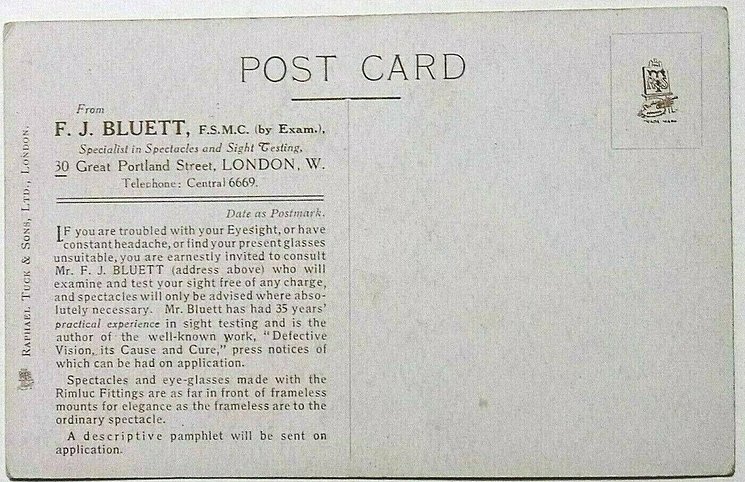 POST CARD
From
F. J. BLUETT, F.S.M.C. (by Exam.),
Specialist in Spectacles and Sight Testing,
30 Great Portland Street, LONDON, W.
Telephone: Central 6669.
Date as Postmark.
IF you are troubled with your Eyesight, or have
constant headache, or find your present glasses
unsuitable, you are earnestly invited to consult
Mr. F. J. BLUETT (address above) who will
examine and test your sight free of any charge,
and spectacles will only be advised where abso-
lutely necessary. Mr. Bluett has had 35 years'
practical experience in sight testing and is the
author of the well-known work, "Defective
Vision, its Cause and Cure," press notices of
which can be had on application.
Spectacles and eye-glasses made with the
Rimluc Fittings are as far in front of frameless
mounts for elegance as the frameless are to the
ordinary spectacle.
A descriptive pamphlet will be sent on
application.
RAPHAEL TUCK & SONS, LTD., LONDON.
TRADE MARK